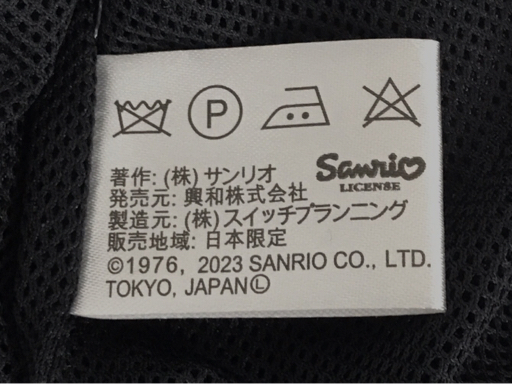 P
著作: (株) サンリオ
Sanrio
LICENSE
発売元: 興和株式会社
製造元: (株) スイッチプランニング
販売地域: 日本限定
©1976, 2023 SANRIO CO., LTD.
TOKYO, JAPANⓁ